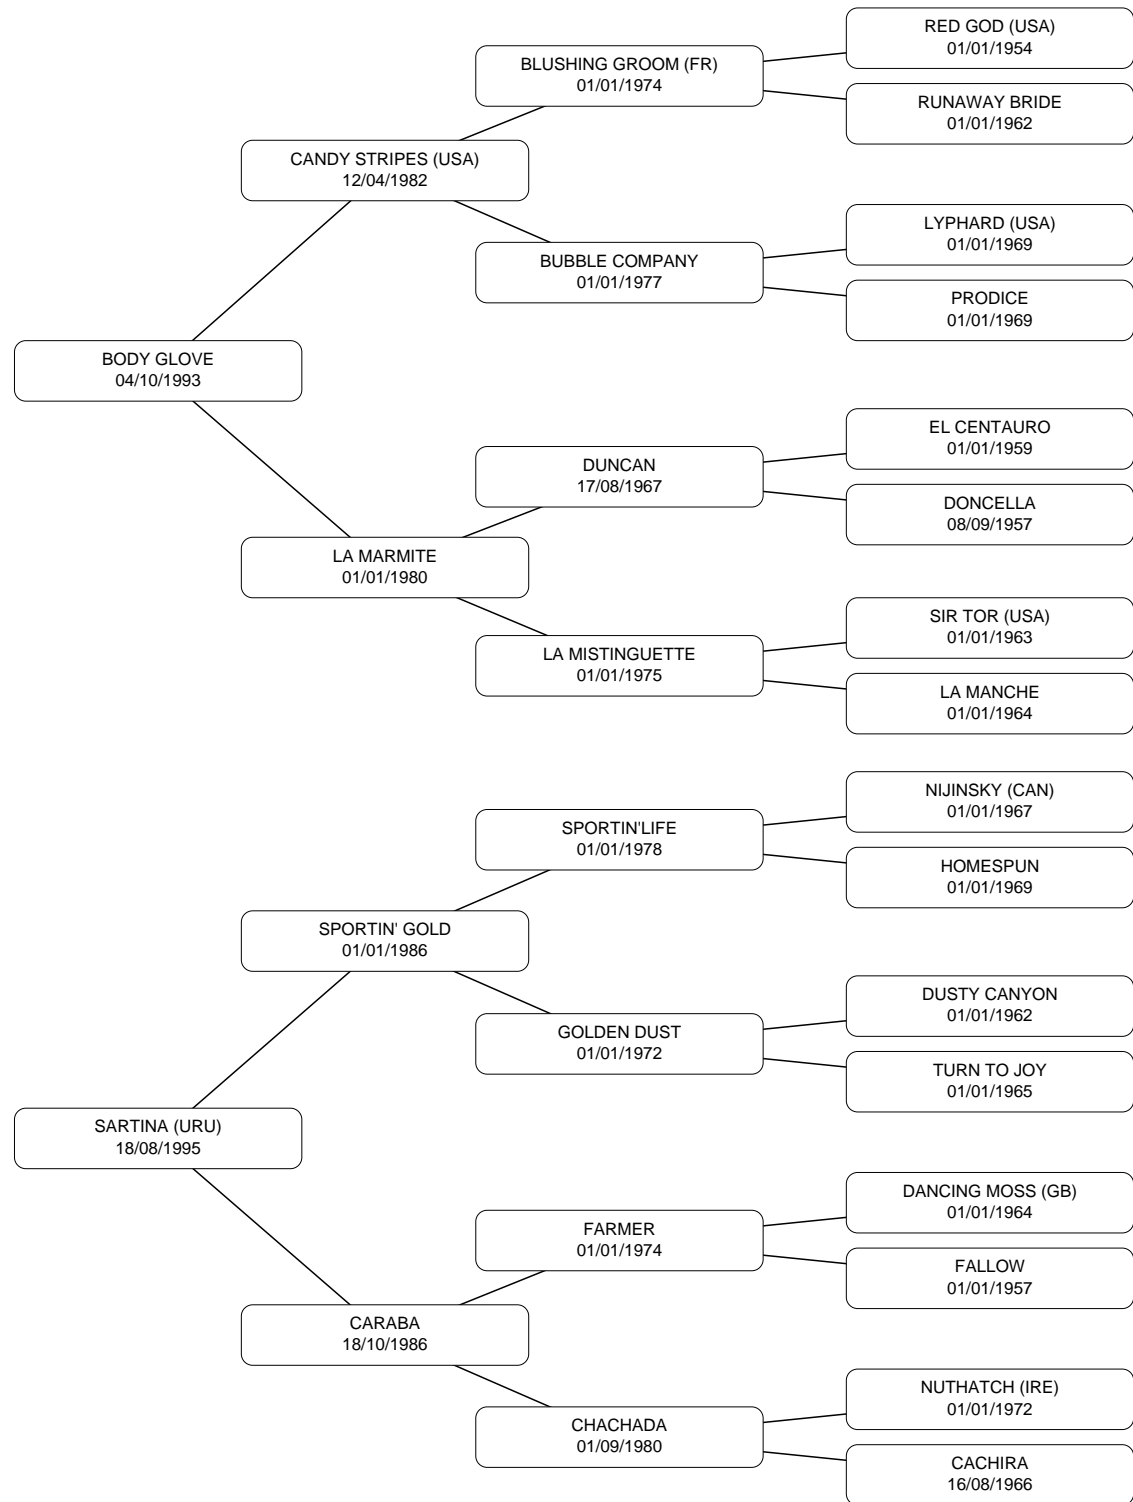 RED GOD (USA)
01/01/1954
BLUSHING GROOM (FR)
01/01/1974
RUNAWAY BRIDE
01/01/1962
CANDY STRIPES (USA)
12/04/1982
LYPHARD (USA)
01/01/1969
BUBBLE COMPANY
01/01/1977
PRODICE
01/01/1969
BODY GLOVE
04/10/1993
EL CENTAURO
01/01/1959
DUNCAN
17/08/1967
DONCELLA
08/09/1957
LA MARMITE
01/01/1980
SIR TOR (USA)
01/01/1963
LA MISTINGUETTE
01/01/1975
LA MANCHE
01/01/1964
NIJINSKY (CAN)
01/01/1967
SPORTIN'LIFE
01/01/1978
HOMESPUN
01/01/1969
SPORTIN' GOLD
01/01/1986
DUSTY CANYON
01/01/1962
GOLDEN DUST
01/01/1972
TURN TO JOY
01/01/1965
SARTINA (URU)
18/08/1995
DANCING MOSS (GB)
01/01/1964
FARMER
01/01/1974
FALLOW
01/01/1957
CARABA
18/10/1986
NUTHATCH (IRE)
01/01/1972
CHACHADA
01/09/1980
CACHIRA
16/08/1966